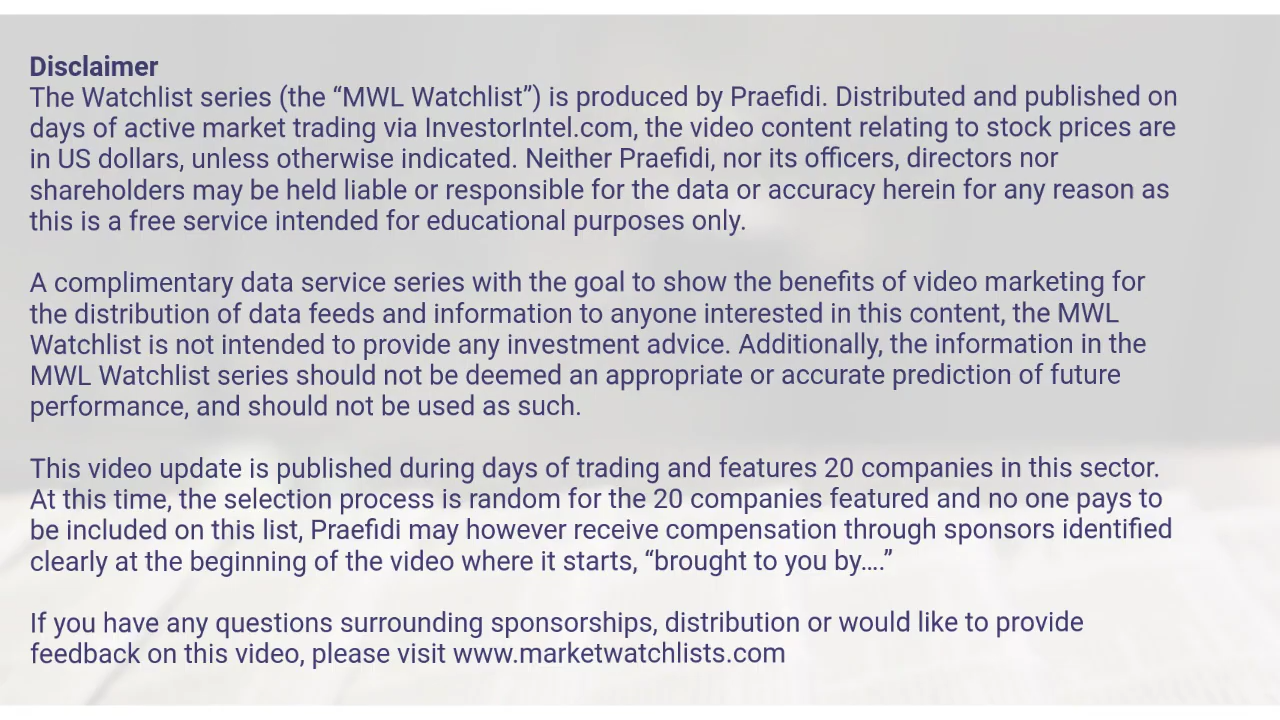 Disclaimer
The Watchlist series (the “MWL Watchlist”) is produced by Praefidi. Distributed and published on
days of active market trading via InvestorIntel.com, the video content relating to stock prices are
in US dollars, unless otherwise indicated. Neither Praefidi, nor its officers, directors nor
shareholders may be held liable or responsible for the data or accuracy herein for any reason as
this is a free service intended for educational purposes only.
A complimentary data service series with the goal to show the benefits of video marketing for
the distribution of data feeds and information to anyone interested in this content, the MWL
Watchlist is not intended to provide any investment advice. Additionally, the information in the
MWL Watchlist series should not be deemed an appropriate or accurate prediction of future
performance, and should not be used as such.
This video update is published during days of trading and features 20 companies in this sector.
At this time, the selection process is random for the 20 companies featured and no one pays to
be included on this list, Praefidi may however receive compensation through sponsors identified
clearly at the beginning of the video where it starts, “brought to you by....”
If you have any questions surrounding sponsorships, distribution or would like to provide
feedback on this video, please visit www.marketwatchlists.com